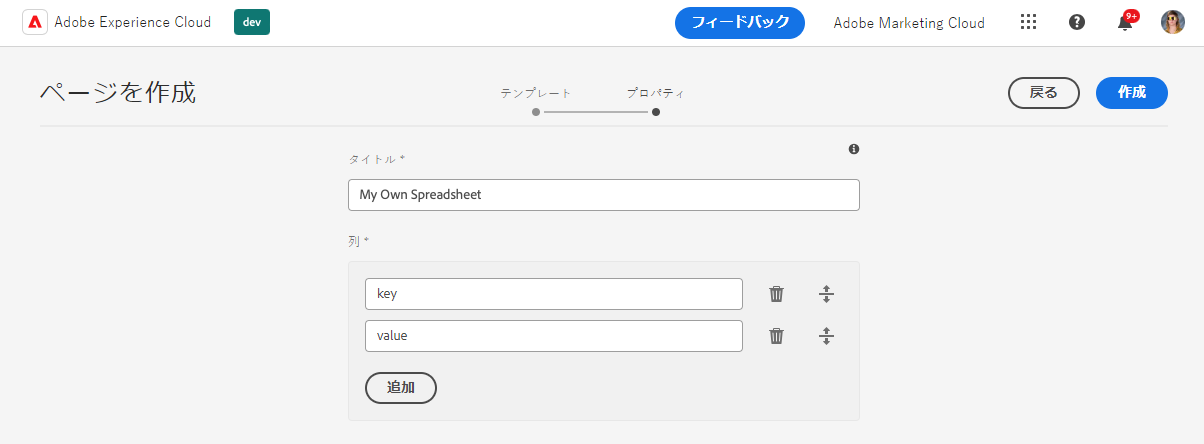 Adobe Experience Cloud dev フィードバック Adobe Marketing Cloud 9+
ページを作成 テンプレート プロパティ 戻る 作成
タイトル *
My Own Spreadsheet
列 *
key
value
追加